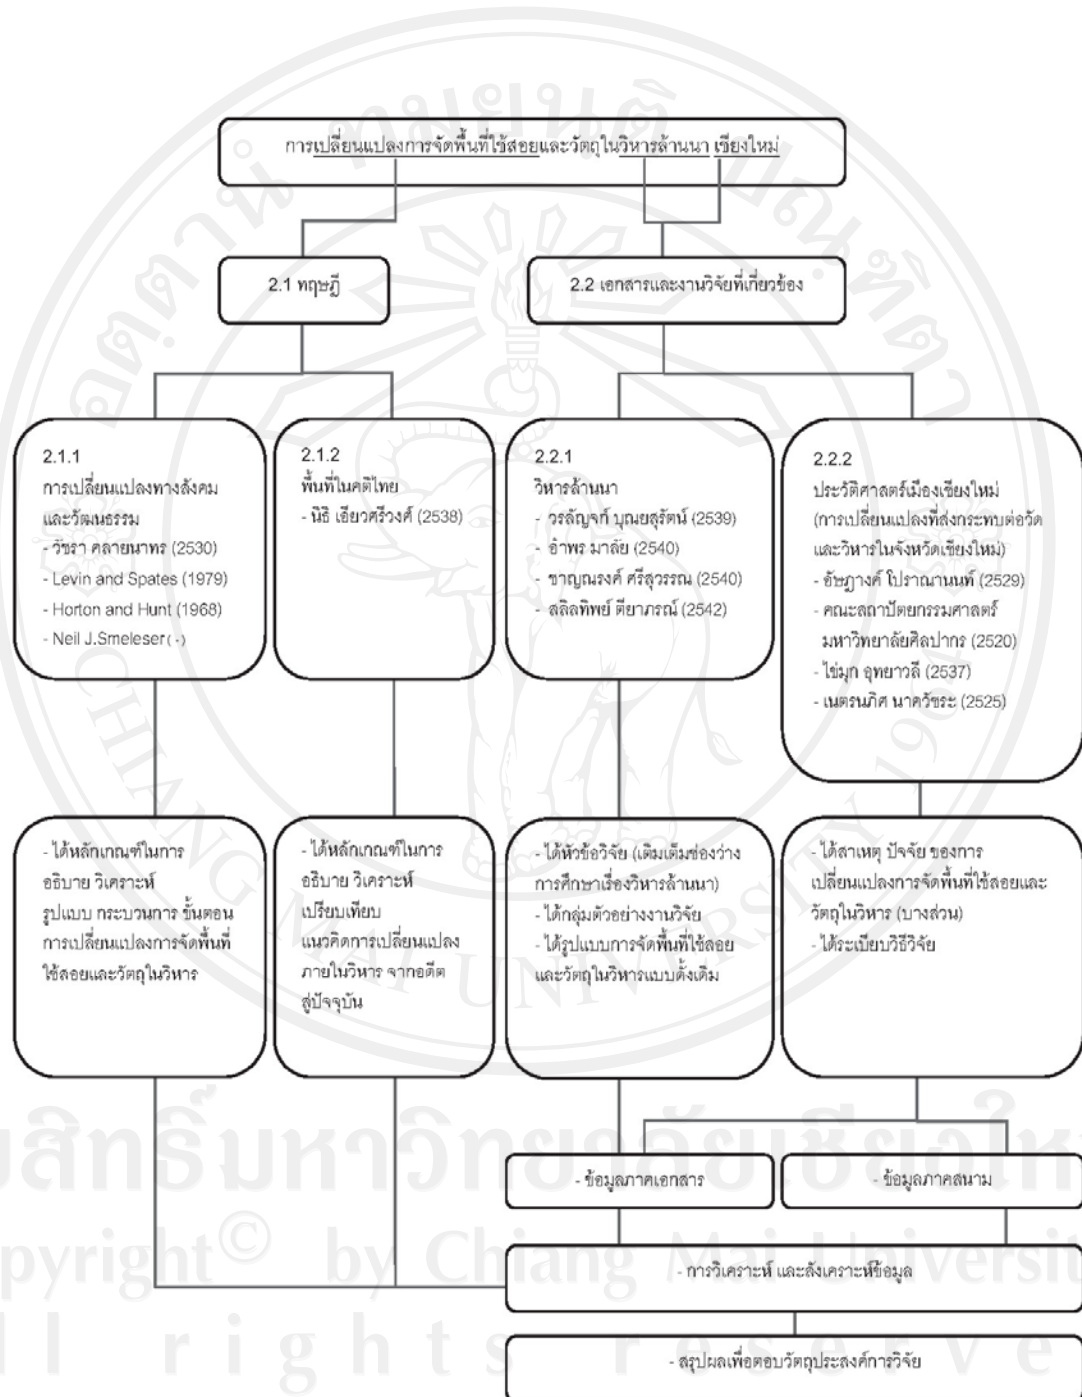 การเปลี่ยนแปลงการจัดพื้นที่ใช้สอยและวัตถุในวิหารล้านนา เชียงใหม่
2.1 ทฤษฎี
2.2 เอกสารและงานวิจัยที่เกี่ยวข้อง
2.1.1
การเปลี่ยนแปลงทางสังคม
และวัฒนธรรม
- วัชรา คลายนาทร (2530)
- Levin and Spates (1979)
- Horton and Hunt (1968)
- Neil J.Smeleser (-)
2.1.2
พื้นที่ในคติไทย
- นิธิ เอียวศรีวงศ์ (2538)
2.2.1
วิหารล้านนา
- วรลัญจก์ บุณยสุรัตน์ (2539)
- อำพร มาลัย (2540)
- ชาญณรงค์ ศรีสุวรรณ (2540)
- สลิลทิพย์ ตียาภรณ์ (2542)
2.2.2
ประวัติศาสตร์เมืองเชียงใหม่
(การเปลี่ยนแปลงที่ส่งกระทบต่อวัด
และวิหารในจังหวัดเชียงใหม่)
- อัษฎางค์ โปราณานนท์ (2529)
- คณะสถาปัตยกรรมศาสตร์
มหาวิทยาลัยศิลปากร (2520)
- ไข่มุก อุทยาวลี (2537)
- เนตรนภิศ นาควัชระ (2525)
- ได้หลักเกณฑ์ในการ
อธิบาย วิเคราะห์
รูปแบบ กระบวนการ ขั้นตอน
การเปลี่ยนแปลงการจัดพื้นที่
ใช้สอยและวัตถุในวิหาร
- ได้หลักเกณฑ์ในการ
อธิบาย วิเคราะห์
เปรียบเทียบ
แนวคิดการเปลี่ยนแปลง
ภายในวิหาร จากอดีต
สู่ปัจจุบัน
- ได้หัวข้อวิจัย (เติมเต็มช่องว่าง
การศึกษาเรื่องวิหารล้านนา)
- ได้กลุ่มตัวอย่างงานวิจัย
- ได้รูปแบบการจัดพื้นที่ใช้สอย
และวัตถุในวิหารแบบดั้งเดิม
- ได้สาเหตุ ปัจจัย ของการ
เปลี่ยนแปลงการจัดพื้นที่ใช้สอยและ
วัตถุในวิหาร (บางส่วน)
- ได้ระเบียบวิธีวิจัย
- ข้อมูลภาคเอกสาร
- ข้อมูลภาคสนาม
- การวิเคราะห์ และสังเคราะห์ข้อมูล
- สรุปผลเพื่อตอบวัตถุประสงค์การวิจัย
CHIANG MAI UNIVERSITY 1964
by Chiang Mai
All rights reserve